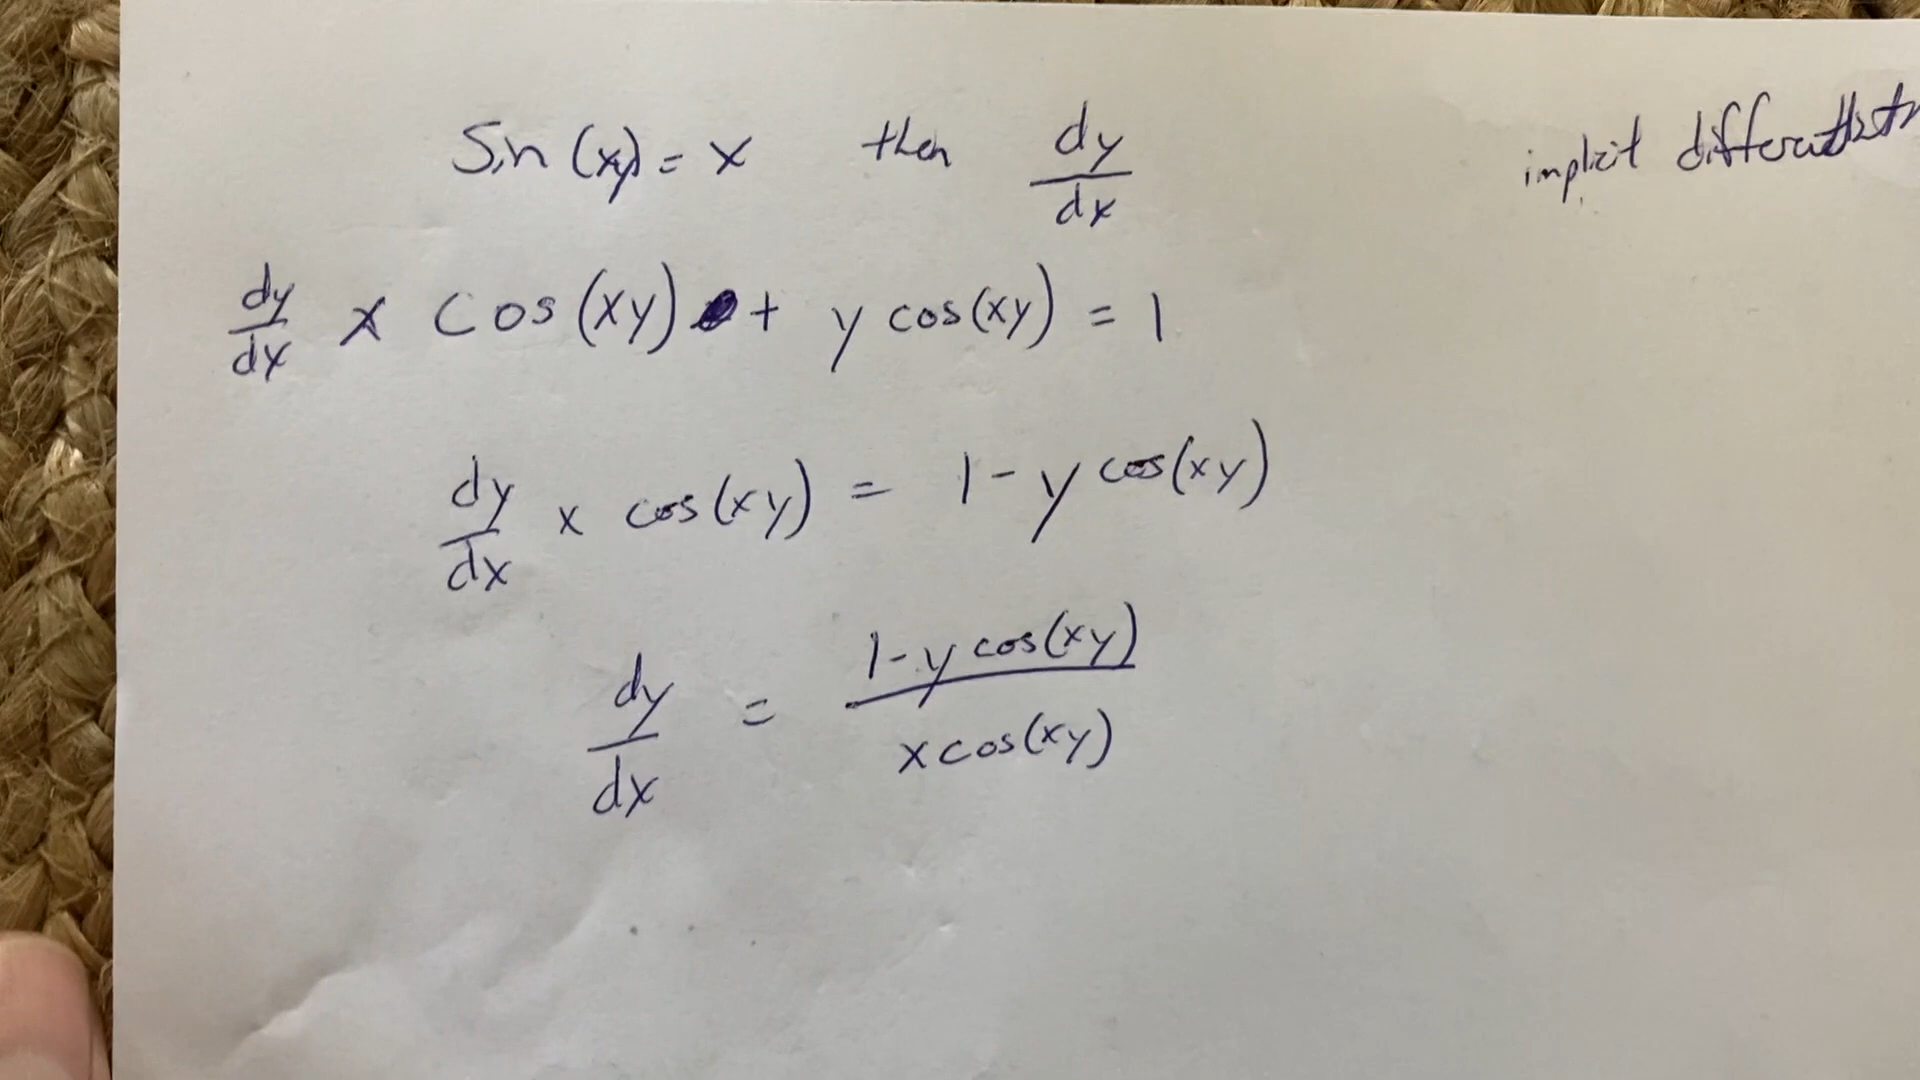 Sin (xy) = x then dy/dx
implicit
dy/dx x cos(xy) + y cos(xy) = 1
dy/dx x cos(xy) = 1 - y cos(xy)
dy/dx = 1 - y cos(xy) / x cos(xy)